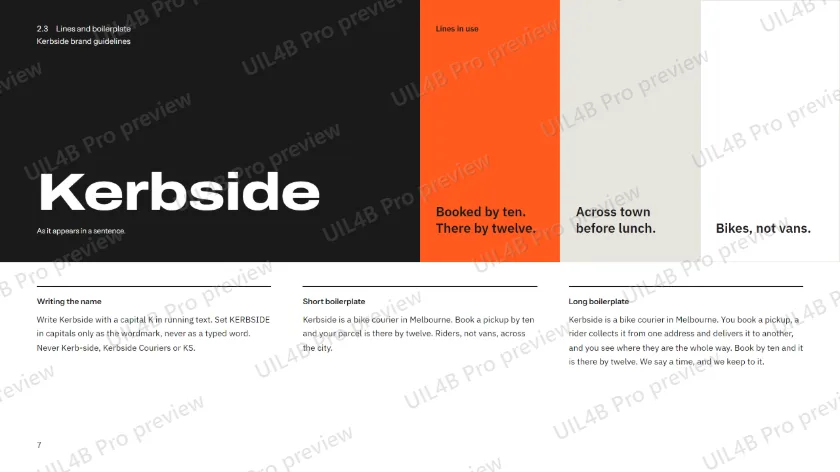 2.3 Lines and boilerplate
Kerbside brand guidelines
Kerbside
As it appears in a sentence.
Lines in use
Booked by ten.
There by twelve.
Across town
before lunch.
Bikes, not vans.
Writing the name
Write Kerbside with a capital K in running text. Set KERBSIDE
in capitals only as the wordmark, never as a typed word.
Never Kerb-side, Kerbside Couriers or KS.
Short boilerplate
Kerbside is a bike courier in Melbourne. Book a pickup by ten
and your parcel is there by twelve. Riders, not vans, across
the city.
Long boilerplate
Kerbside is a bike courier in Melbourne. You book a pickup, a
rider collects it from one address and delivers it to another,
and you see where they are the whole way. Book by ten and it
is there by twelve. We say a time, and we keep to it.
7
UIL4B Pro preview